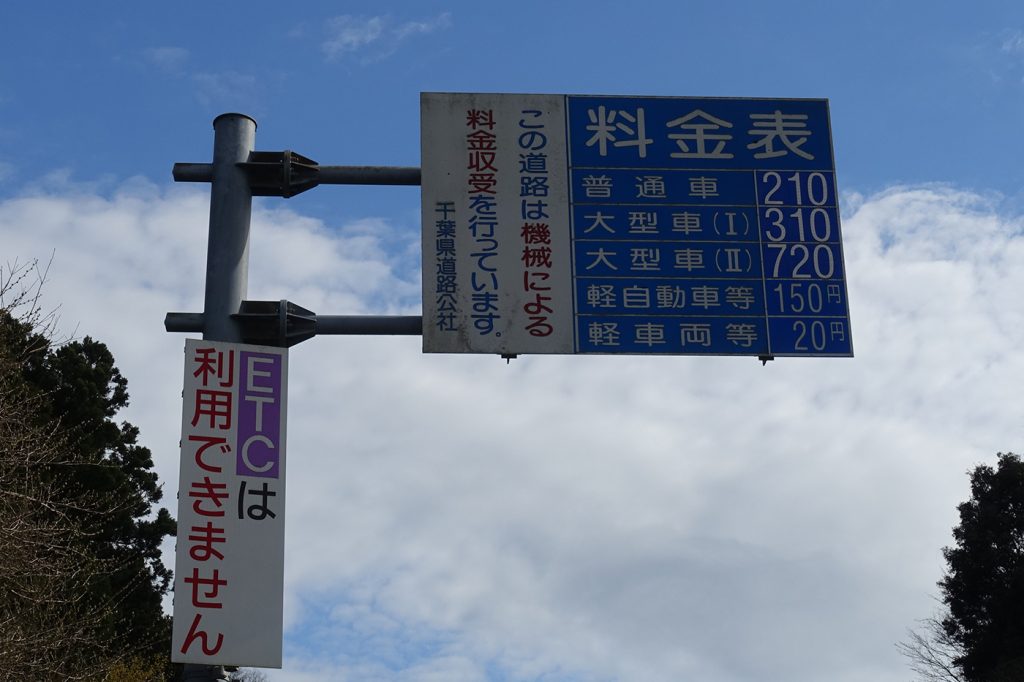 この道路は機械による
料金収受を行っています。
千葉県道路公社
料金表
普通車 210
大型車(I) 310
大型車(II) 720
軽自動車等 150円
軽車両等 20円
ETCは
利用できません